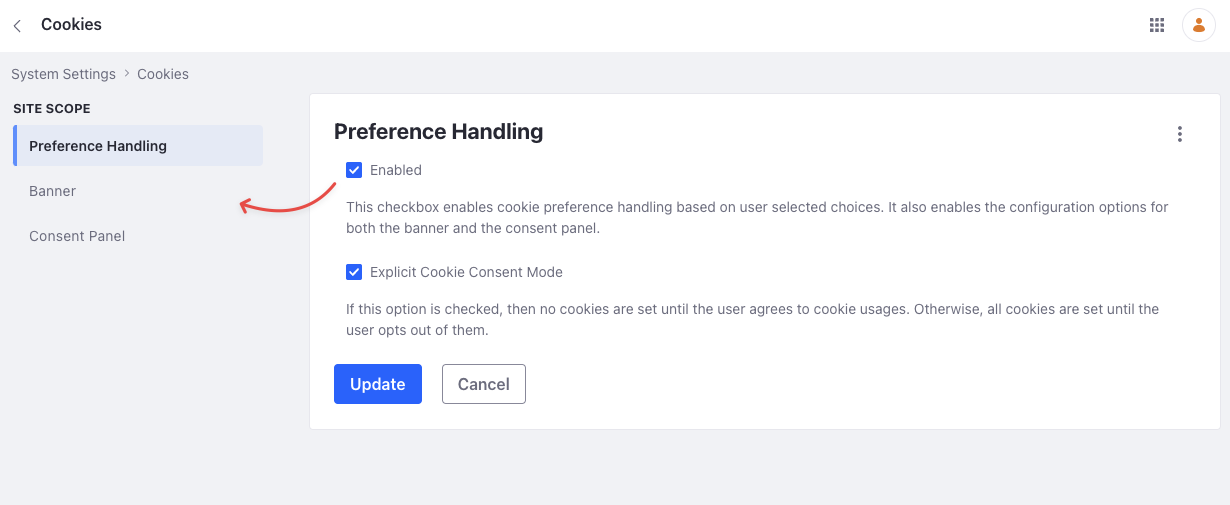 Cookies
System Settings > Cookies
SITE SCOPE
Preference Handling
Banner
Consent Panel
Preference Handling
Enabled
This checkbox enables cookie preference handling based on user selected choices. It also enables the configuration options for
both the banner and the consent panel.
Explicit Cookie Consent Mode
If this option is checked, then no cookies are set until the user agrees to cookie usages. Otherwise, all cookies are set until the
user opts out of them.
Update Cancel